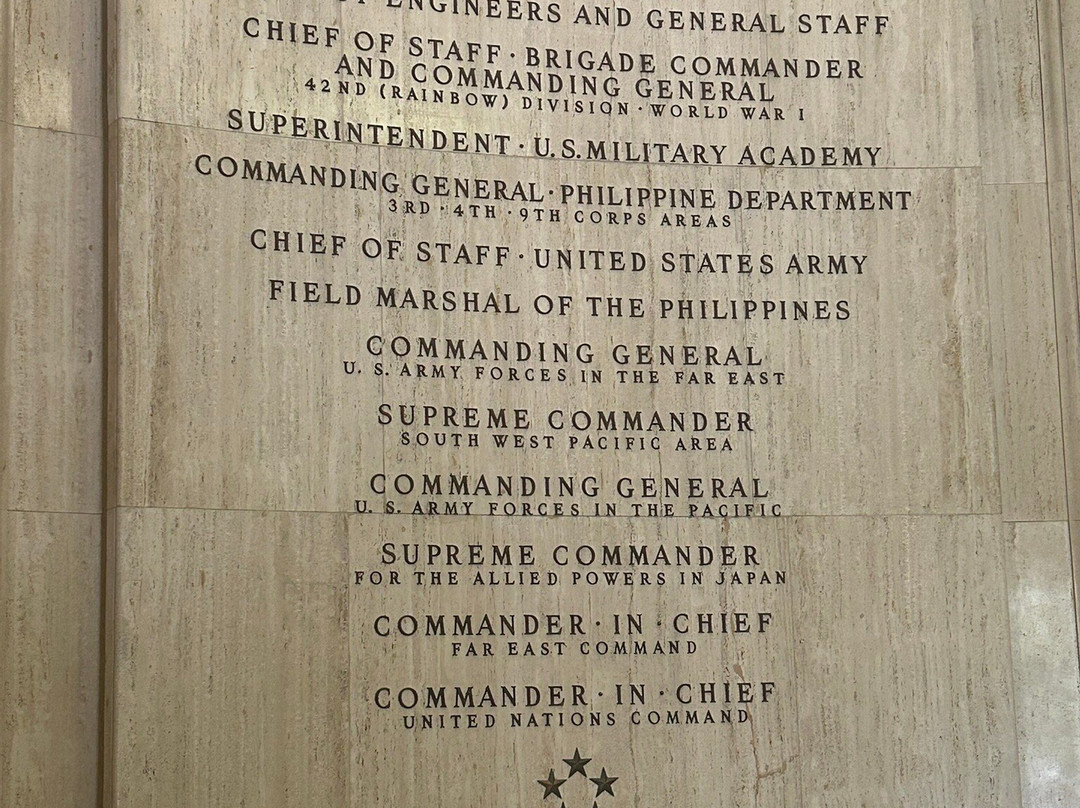 ENGINEERS AND GENERAL STAFF
CHIEF OF STAFF · BRIGADE COMMANDER
AND COMMANDING GENERAL
42ND (RAINBOW) DIVISION · WORLD WAR I
SUPERINTENDENT · U.S. MILITARY ACADEMY
COMMANDING GENERAL · PHILIPPINE DEPARTMENT
3RD · 4TH · 9TH CORPS AREAS
CHIEF OF STAFF · UNITED STATES ARMY
FIELD MARSHAL OF THE PHILIPPINES
COMMANDING GENERAL
U. S. ARMY FORCES IN THE FAR EAST
SUPREME COMMANDER
SOUTH WEST PACIFIC AREA
COMMANDING GENERAL
U. S. ARMY FORCES IN THE PACIFIC
SUPREME COMMANDER
FOR THE ALLIED POWERS IN JAPAN
COMMANDER · IN · CHIEF
FAR EAST COMMAND
COMMANDER · IN · CHIEF
UNITED NATIONS COMMAND